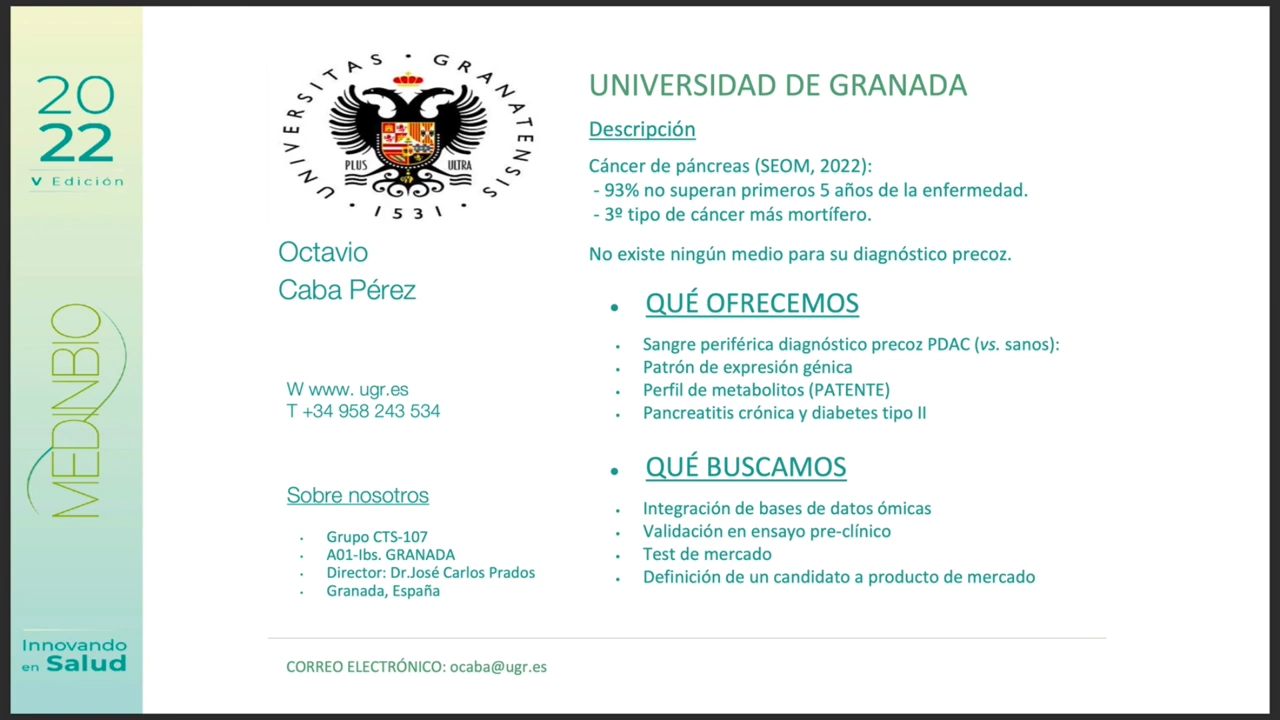 20
22
V Edición
MEDINBIO
Innovando
en Salud
UNIVERSITAS GRANATENSIS
PLUS ULTRA
· 1531 ·
Octavio
Caba Pérez
W www. ugr.es
T +34 958 243 534
Sobre nosotros
· Grupo CTS-107
· A01-Ibs. GRANADA
· Director: Dr.José Carlos Prados
· Granada, España
UNIVERSIDAD DE GRANADA
Descripción
Cáncer de páncreas (SEOM, 2022):
- 93% no superan primeros 5 años de la enfermedad.
- 3º tipo de cáncer más mortífero.
No existe ningún medio para su diagnóstico precoz.
• QUÉ OFRECEMOS
· Sangre periférica diagnóstico precoz PDAC (vs. sanos):
· Patrón de expresión génica
· Perfil de metabolitos (PATENTE)
· Pancreatitis crónica y diabetes tipo II
• QUÉ BUSCAMOS
· Integración de bases de datos ómicas
· Validación en ensayo pre-clínico
· Test de mercado
· Definición de un candidato a producto de mercado
CORREO ELECTRÓNICO: ocaba@ugr.es